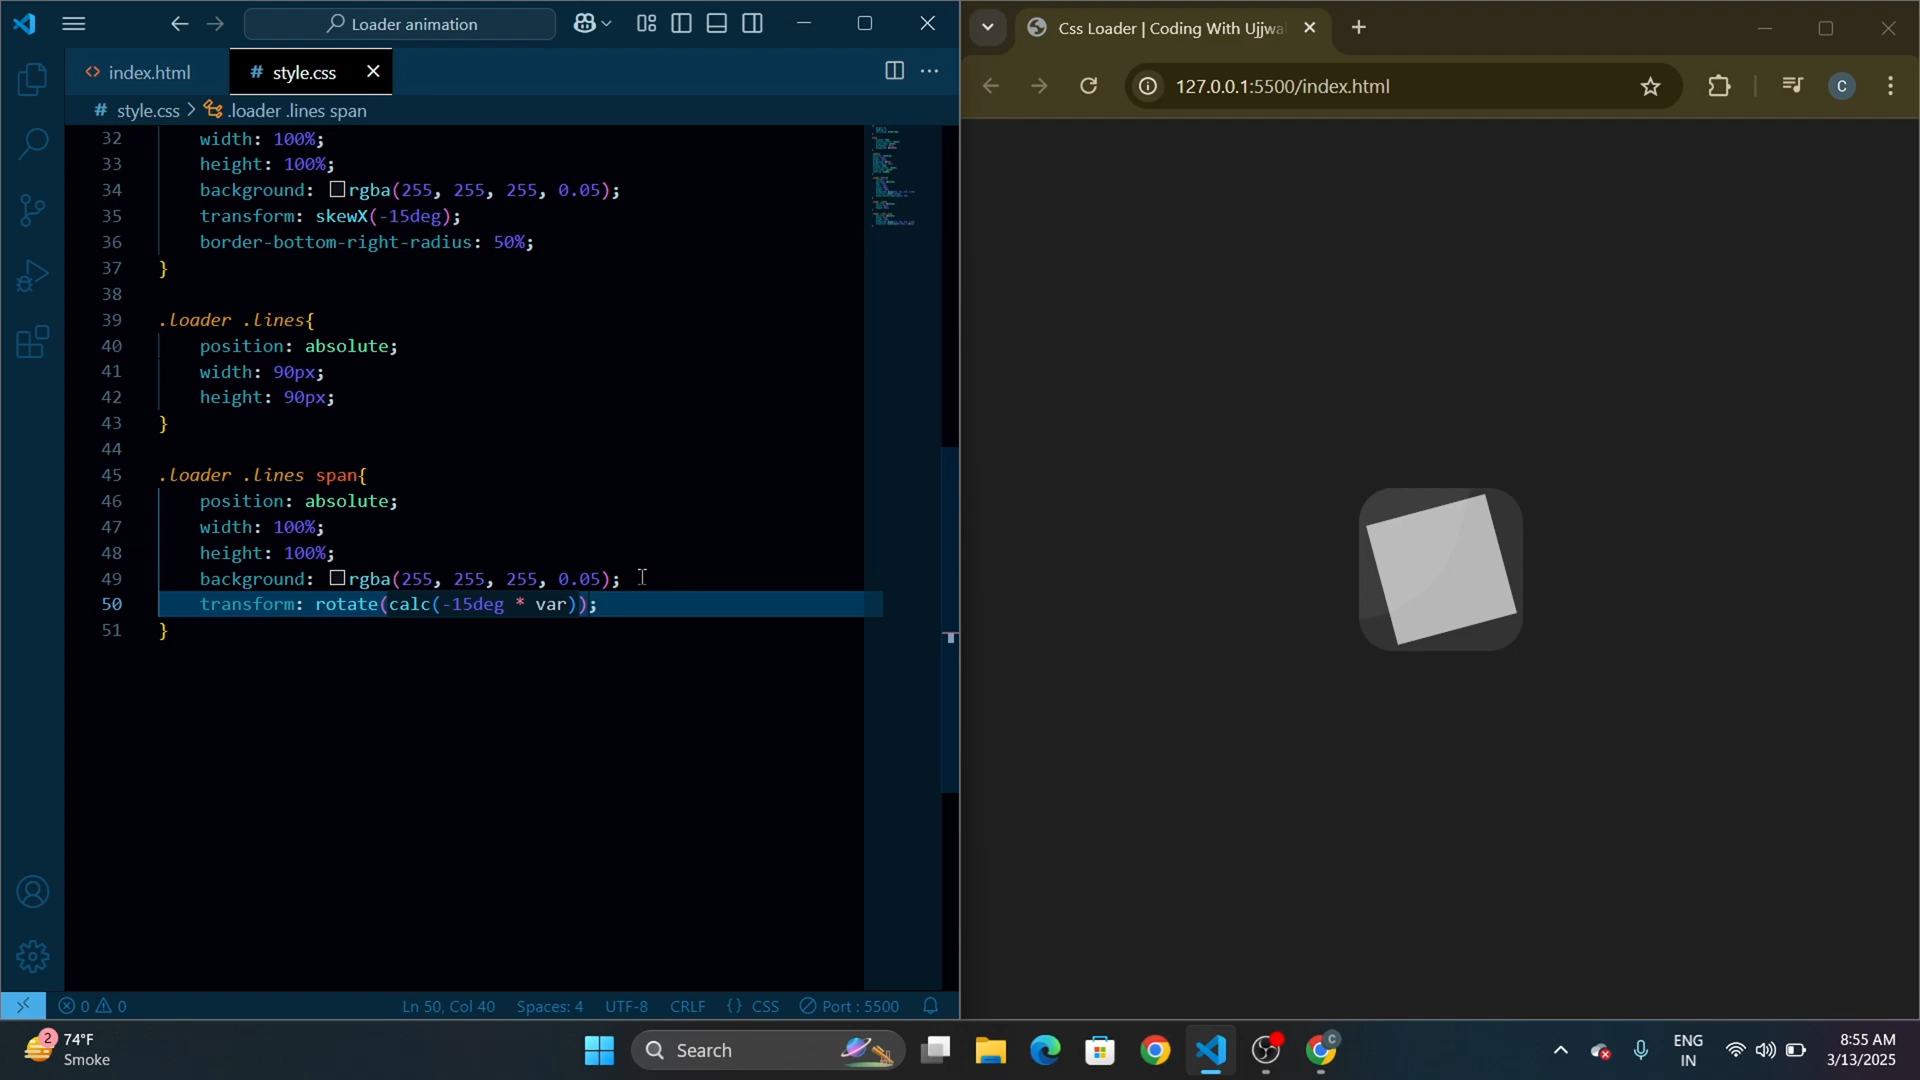 Loader animation
index.html
# style.css
# style.css > .loader .lines span
32 width: 100%;
33 height: 100%;
34 background: rgba(255, 255, 255, 0.05);
35 transform: skewX(-15deg);
36 border-bottom-right-radius: 50%;
37 }
38
39 .loader .lines{
40 position: absolute;
41 width: 90px;
42 height: 90px;
43 }
44
45 .loader .lines span{
46 position: absolute;
47 width: 100%;
48 height: 100%;
49 background: rgba(255, 255, 255, 0.05);
50 transform: rotate(calc(-15deg * var));
51 }
0 0 Ln 50, Col 40 Spaces: 4 UTF-8 CRLF {} CSS Port : 5500
Css Loader | Coding With Ujjwa
127.0.0.1:5500/index.html
C
2 74°F
Smoke
Search
C
ENG
IN
8:55 AM
3/13/2025